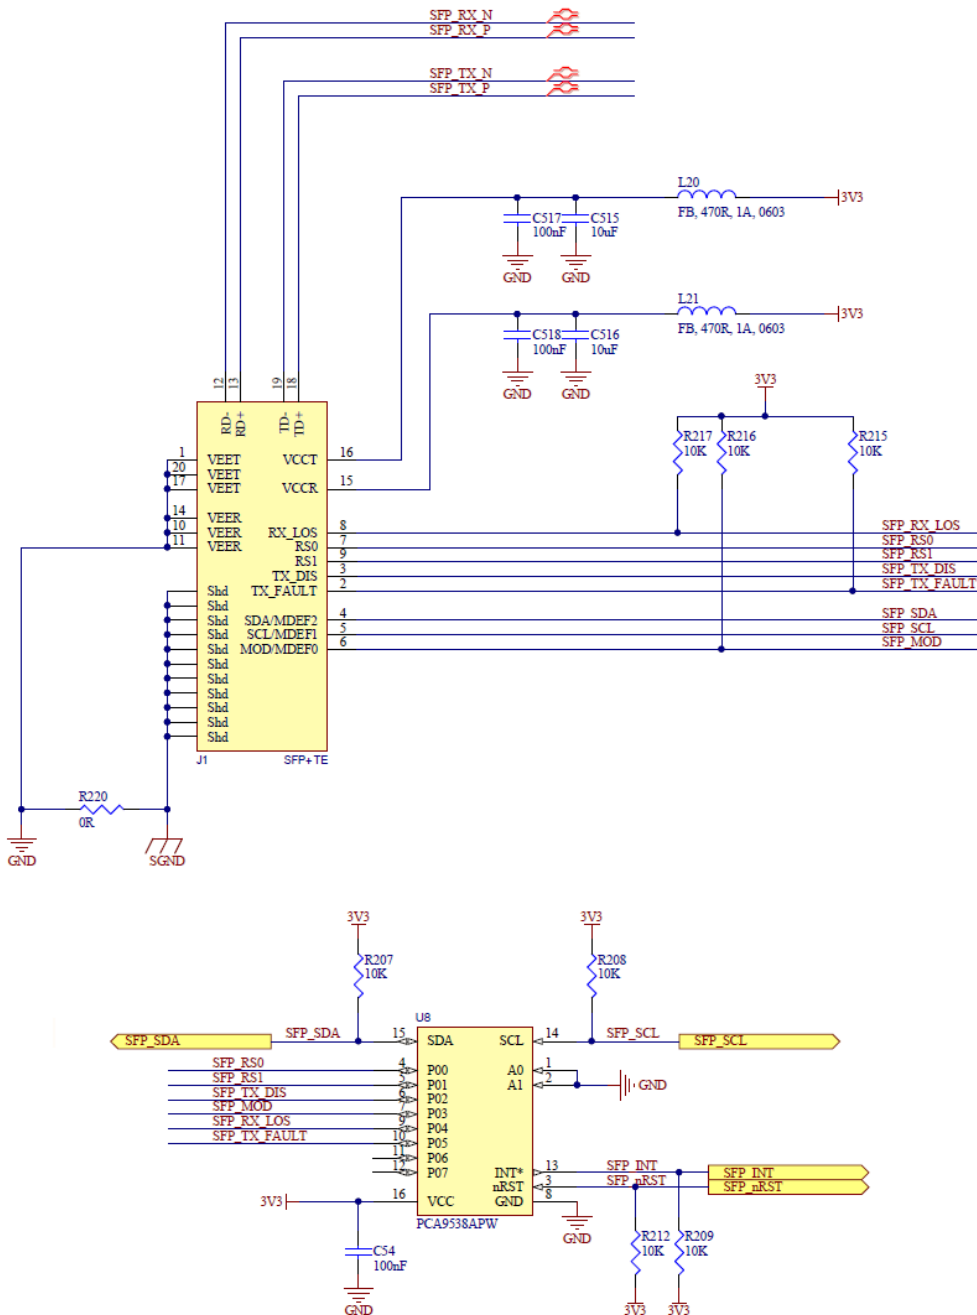 SFP_RX_N
SFP_RX_P
SFP_TX_N
SFP_TX_P
L20
FB, 470R, 1A, 0603
3V3
C517
100nF
C515
10uF
GND
GND
L21
FB, 470R, 1A, 0603
3V3
C518
100nF
C516
10uF
GND
GND
3V3
R217
10K
R216
10K
R215
10K
12
13
19
18
RD-
RD+
TD-
TD+
1 VEET
20 VEET
17 VEET
14 VEER
10 VEER
11 VEER
Shd
Shd
Shd
Shd
Shd
Shd
Shd
Shd
Shd
Shd
Shd
VCCT 16
VCCR 15
RX_LOS 8 SFP_RX_LOS
RS0 7 SFP_RS0
RS1 9 SFP_RS1
TX_DIS 3 SFP_TX_DIS
TX_FAULT 2 SFP_TX_FAULT
SDA/MDEF2 4 SFP_SDA
SCL/MDEF1 5 SFP_SCL
MOD/MDEF0 6 SFP_MOD
J1 SFP+TE
R220
0R
GND
SGND
3V3
R207
10K
3V3
R208
10K
U8
SFP_SDA SFP_SDA 15 SDA
SCL 14 SFP_SCL SFP_SCL
SFP_RS0 4 P00
SFP_RS1 5 P01
SFP_TX_DIS 6 P02
SFP_MOD 7 P03
SFP_RX_LOS 9 P04
SFP_TX_FAULT 10 P05
11 P06
12 P07
A0 1
A1 2
GND
INT* 13 SFP_INT SFP_INT
nRST 3 SFP_nRST SFP_nRST
GND 8
GND
3V3 16 VCC
PCA9538APW
C54
100nF
GND
R212
10K
R209
10K
3V3
3V3